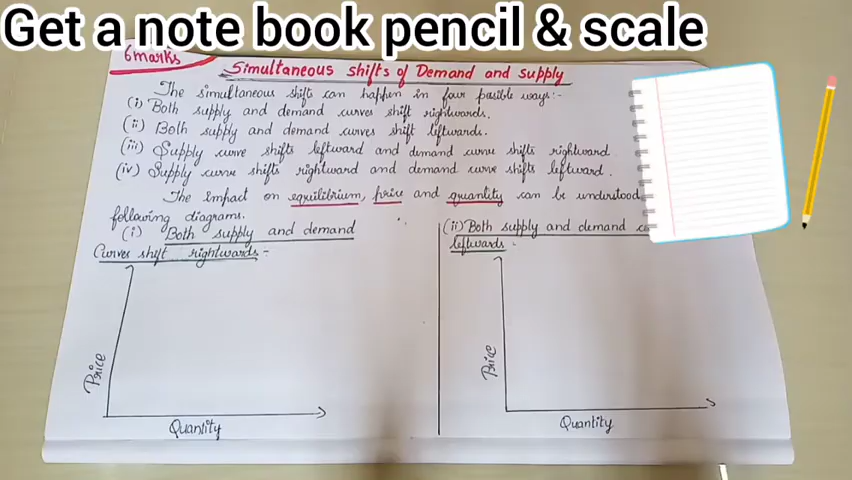 Get a note book pencil & scale
6marks
Simultaneous shifts of Demand and supply
The simultaneous shift can happen in four pasible ways:-
(i) Both supply and demand curves shift rightwards.
(ii) Both supply and demand curves shift leftwards.
(iii) Supply curve shifts leftward and demand curve shifts rightward.
(iv) Supply curve shifts rightward and demand curve shifts leftward.
The Impact on equilibrium, price and quantity can be understood
following diagrams.
(i) Both supply and demand
Curves shift rightwards:-
Price
Quantity
(ii) Both supply and demand
leftwards:-
Price
Quantity